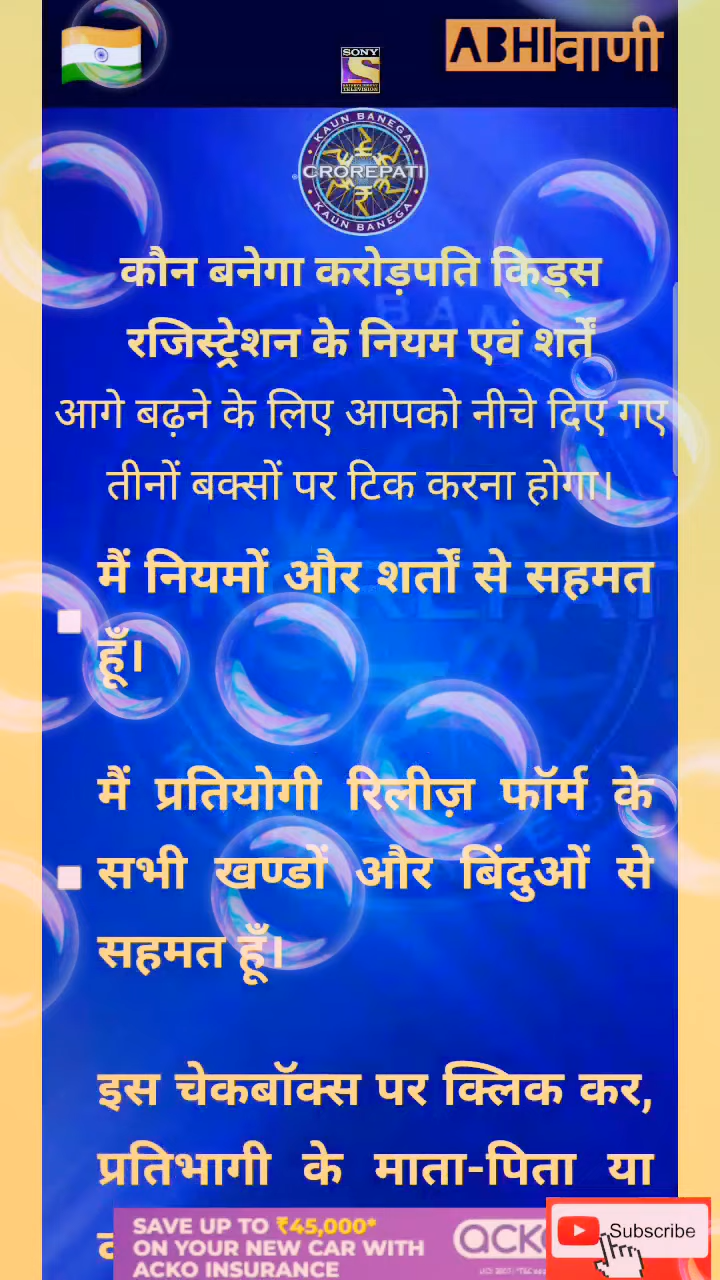 ABHIवाणी
SONY
ENTERTAINMENT
TELEVISION
KAUN BANEGA
CROREPATI
KAUN BANEGA
कौन बनेगा करोड़पति किड्स
रजिस्ट्रेशन के नियम एवं शर्तें
आगे बढ़ने के लिए आपको नीचे दिए गए
तीनों बक्सों पर टिक करना होगा।
मैं नियमों और शर्तों से सहमत
हूँ।
मैं प्रतियोगी रिलीज़ फॉर्म के
सभी खण्डों और बिंदुओं से
सहमत हूँ।
इस चेकबॉक्स पर क्लिक कर,
प्रतिभागी के माता-पिता या
SAVE UP TO ₹45,000*
ON YOUR NEW CAR WITH
ACKO INSURANCE
acko
Subscribe